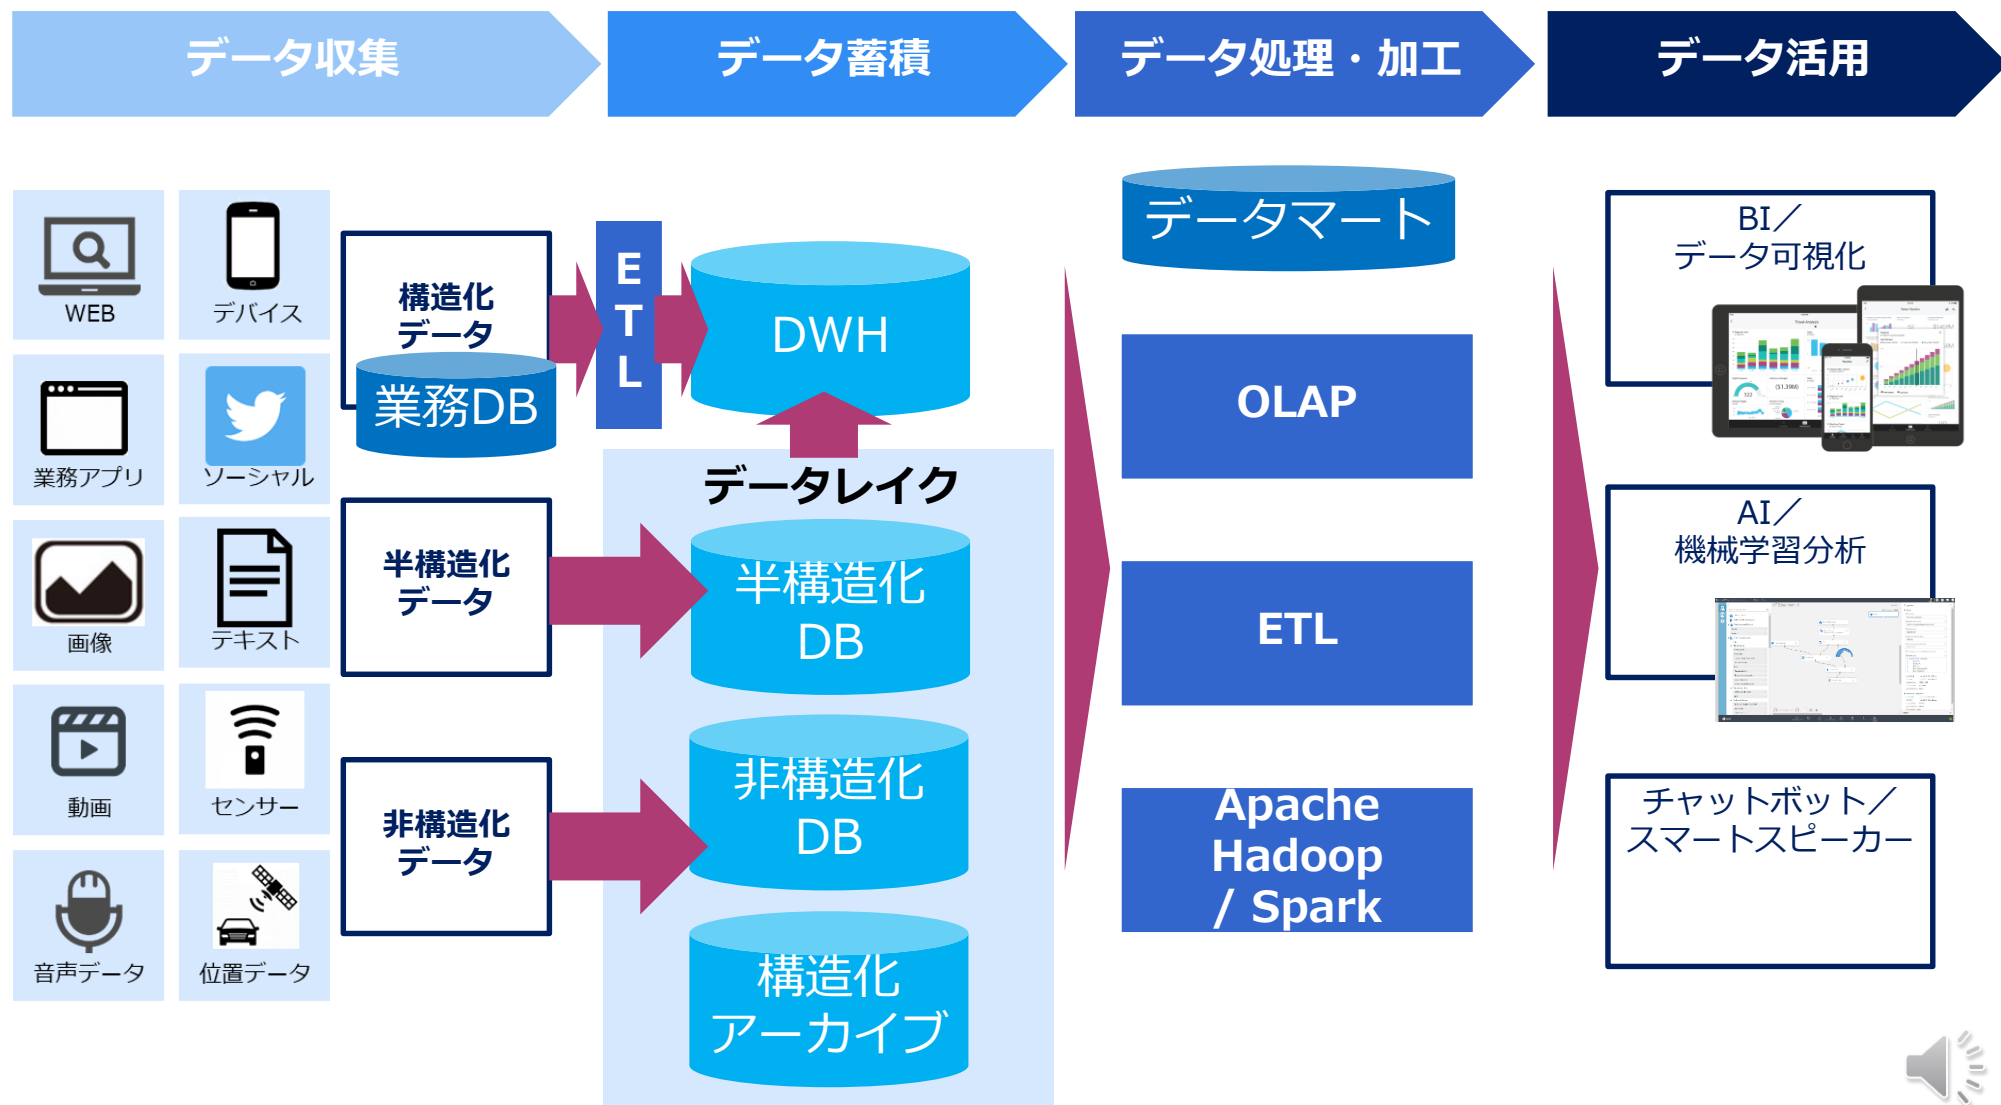 データ収集
データ蓄積
データ処理・加工
データ活用
WEB
デバイス
業務アプリ
ソーシャル
画像
テキスト
動画
センサー
音声データ
位置データ
構造化
データ
業務DB
半構造化
データ
非構造化
データ
E
T
L
DWH
データレイク
半構造化
DB
非構造化
DB
構造化
アーカイブ
データマート
OLAP
ETL
Apache
Hadoop
/ Spark
BI／
データ可視化
AI／
機械学習分析
チャットボット／
スマートスピーカー